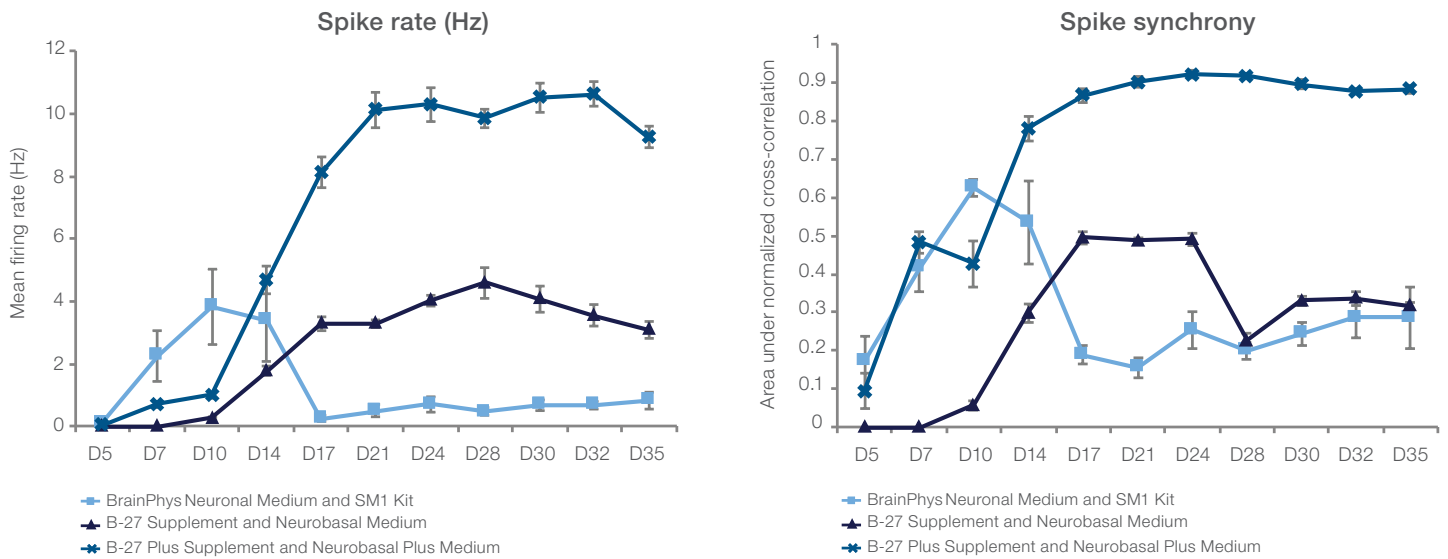 Spike rate (Hz)
Mean firing rate (Hz)
12
10
8
6
4
2
0
D5 D7 D10 D14 D17 D21 D24 D28 D30 D32 D35
BrainPhys Neuronal Medium and SM1 Kit
B-27 Supplement and Neurobasal Medium
B-27 Plus Supplement and Neurobasal Plus Medium
Spike synchrony
Area under normalized cross-correlation
1
0.9
0.8
0.7
0.6
0.5
0.4
0.3
0.2
0.1
0
D5 D7 D10 D14 D17 D21 D24 D28 D30 D32 D35
BrainPhys Neuronal Medium and SM1 Kit
B-27 Supplement and Neurobasal Medium
B-27 Plus Supplement and Neurobasal Plus Medium